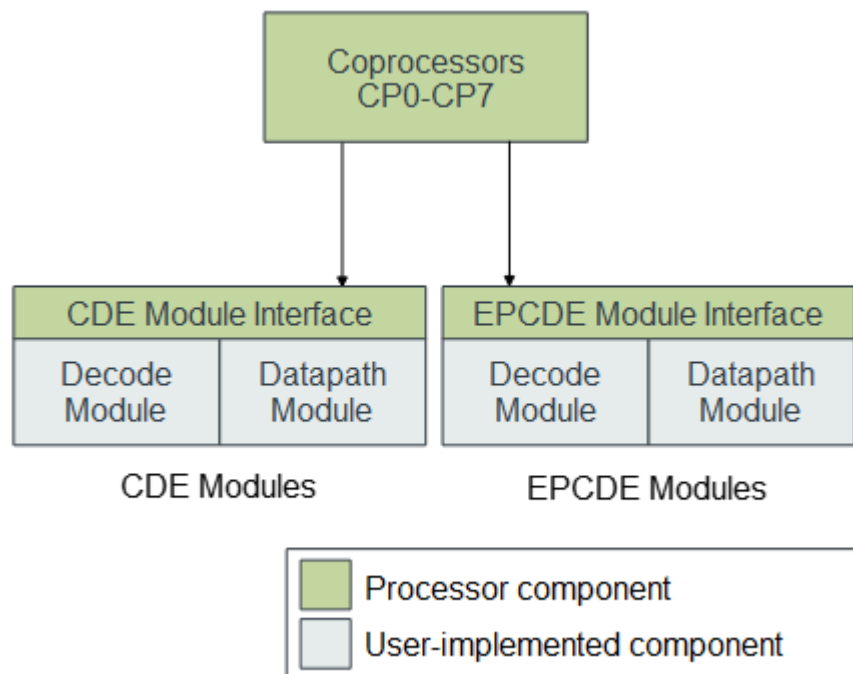 Coprocessors
CP0-CP7
CDE Module Interface
EPCDE Module Interface
Decode
Module
Datapath
Module
Decode
Module
Datapath
Module
CDE Modules
EPCDE Modules
Processor component
User-implemented component